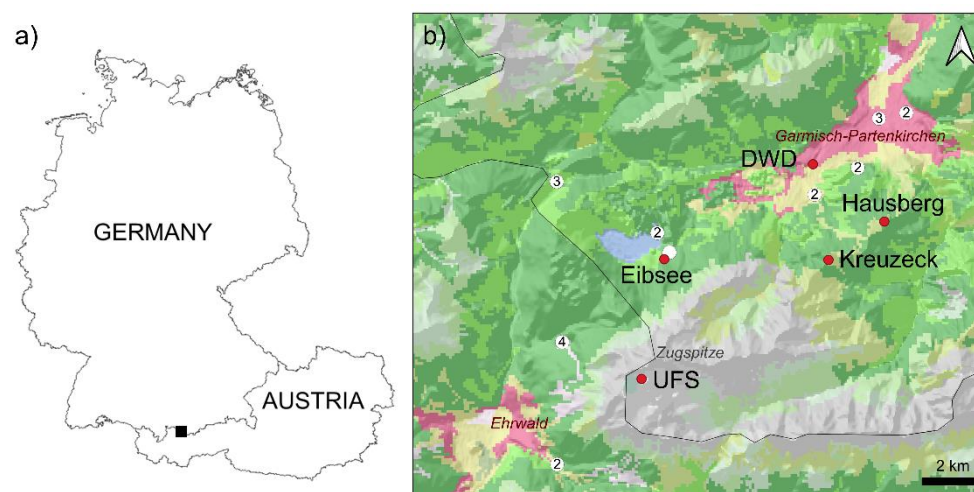 a)
GERMANY
AUSTRIA
b)
3
2
Garmisch-Partenkirchen
DWD
2
3
2
Hausberg
2
Eibsee
Kreuzeck
4
Zugspitze
UFS
Ehrwald
2
2 km